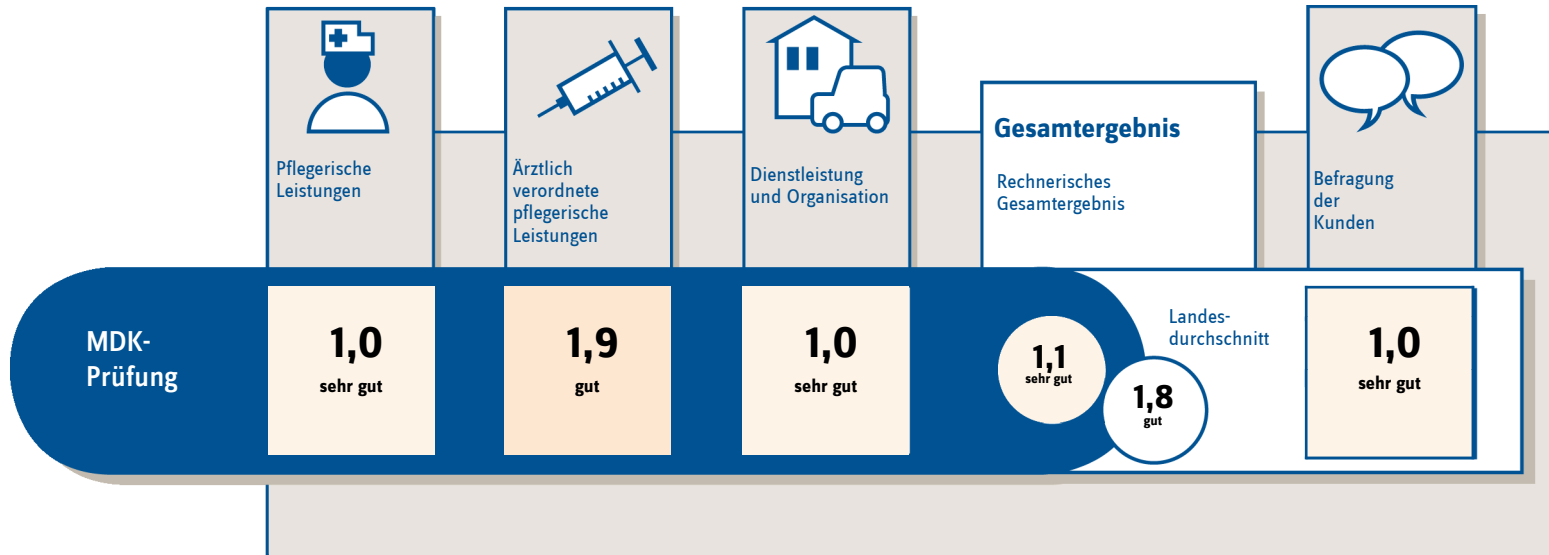 Pflegerische
Leistungen
Ärztlich
verordnete
pflegerische
Leistungen
Dienstleistung
und Organisation
Gesamtergebnis
Rechnerisches
Gesamtergebnis
Befragung
der
Kunden
MDK-
Prüfung
1,0
sehr gut
1,9
gut
1,0
sehr gut
1,1
sehr gut
Landes-
durchschnitt
1,8
gut
1,0
sehr gut